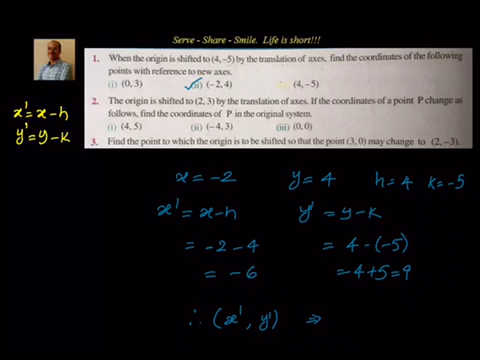 Serve - Share - Smile. Life is short!!!
1. When the origin is shifted to (4, –5) by the translation of axes, find the coordinates of the following
points with reference to new axes.
(i) (0, 3) (ii) (–2, 4) (4, –5)
2. The origin is shifted to (2, 3) by the translation of axes. If the coordinates of a point P change as
follows, find the coordinates of P in the original system.
(i) (4, 5) (ii) (–4, 3) (iii) (0, 0)
3. Find the point to which the origin is to be shifted so that the point (3, 0) may change to (2, –3).
x' = x - h
y' = y - k
x = -2 y = 4 h = 4 k = -5
x' = x - h y' = y - k
= -2 - 4 = 4 - (-5)
= -6 = 4 + 5 = 9
∴ (x', y') ⇒